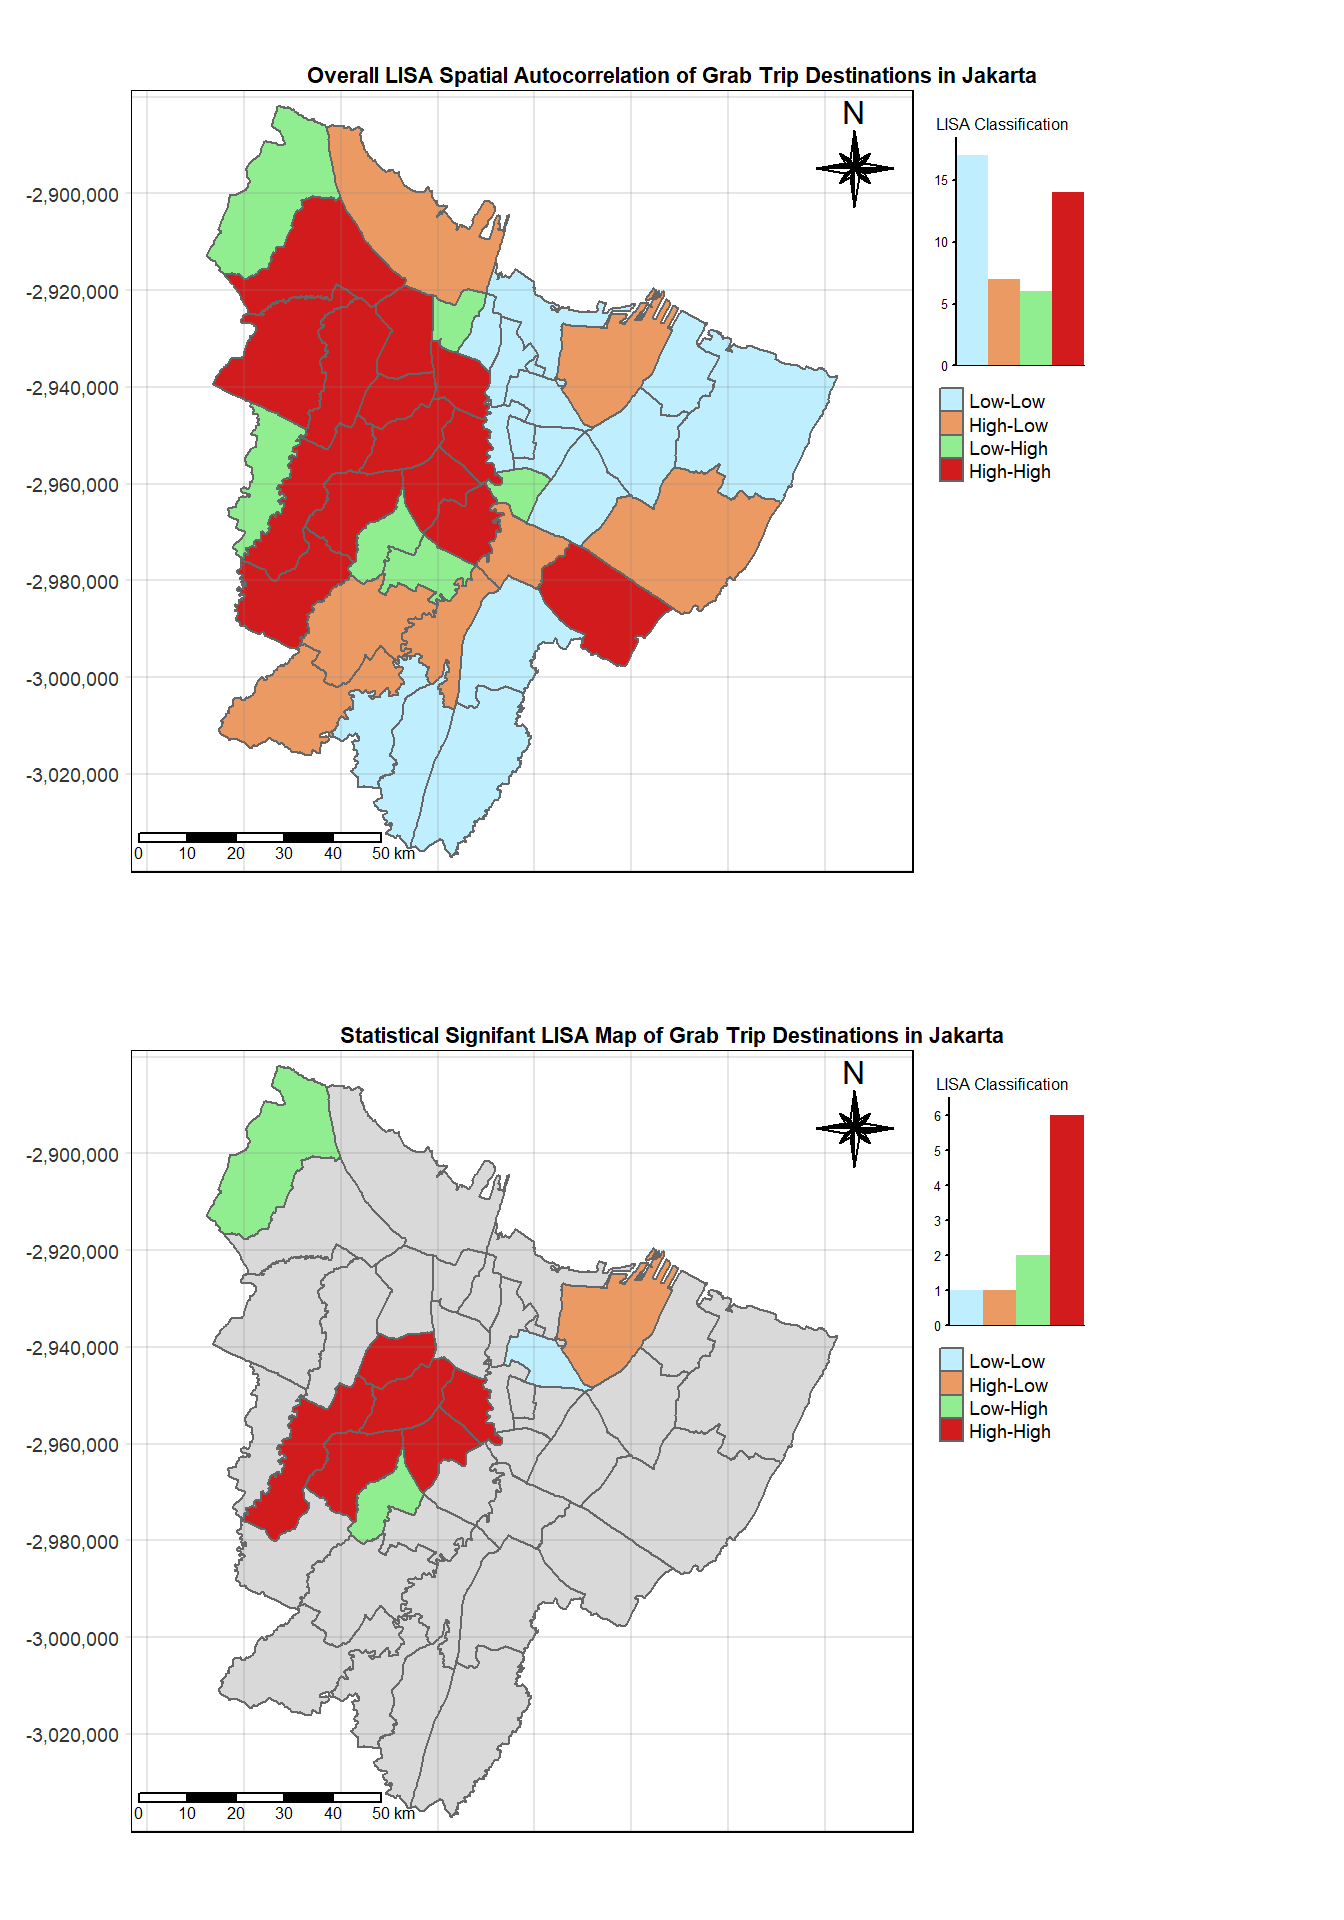 Overall LISA Spatial Autocorrelation of Grab Trip Destinations in Jakarta
N
LISA Classification
15
10
5
0
Low-Low
High-Low
Low-High
High-High
-2,900,000
-2,920,000
-2,940,000
-2,960,000
-2,980,000
-3,000,000
-3,020,000
0 10 20 30 40 50 km
Statistical Signifant LISA Map of Grab Trip Destinations in Jakarta
N
LISA Classification
6
5
4
3
2
1
0
Low-Low
High-Low
Low-High
High-High
-2,900,000
-2,920,000
-2,940,000
-2,960,000
-2,980,000
-3,000,000
-3,020,000
0 10 20 30 40 50 km